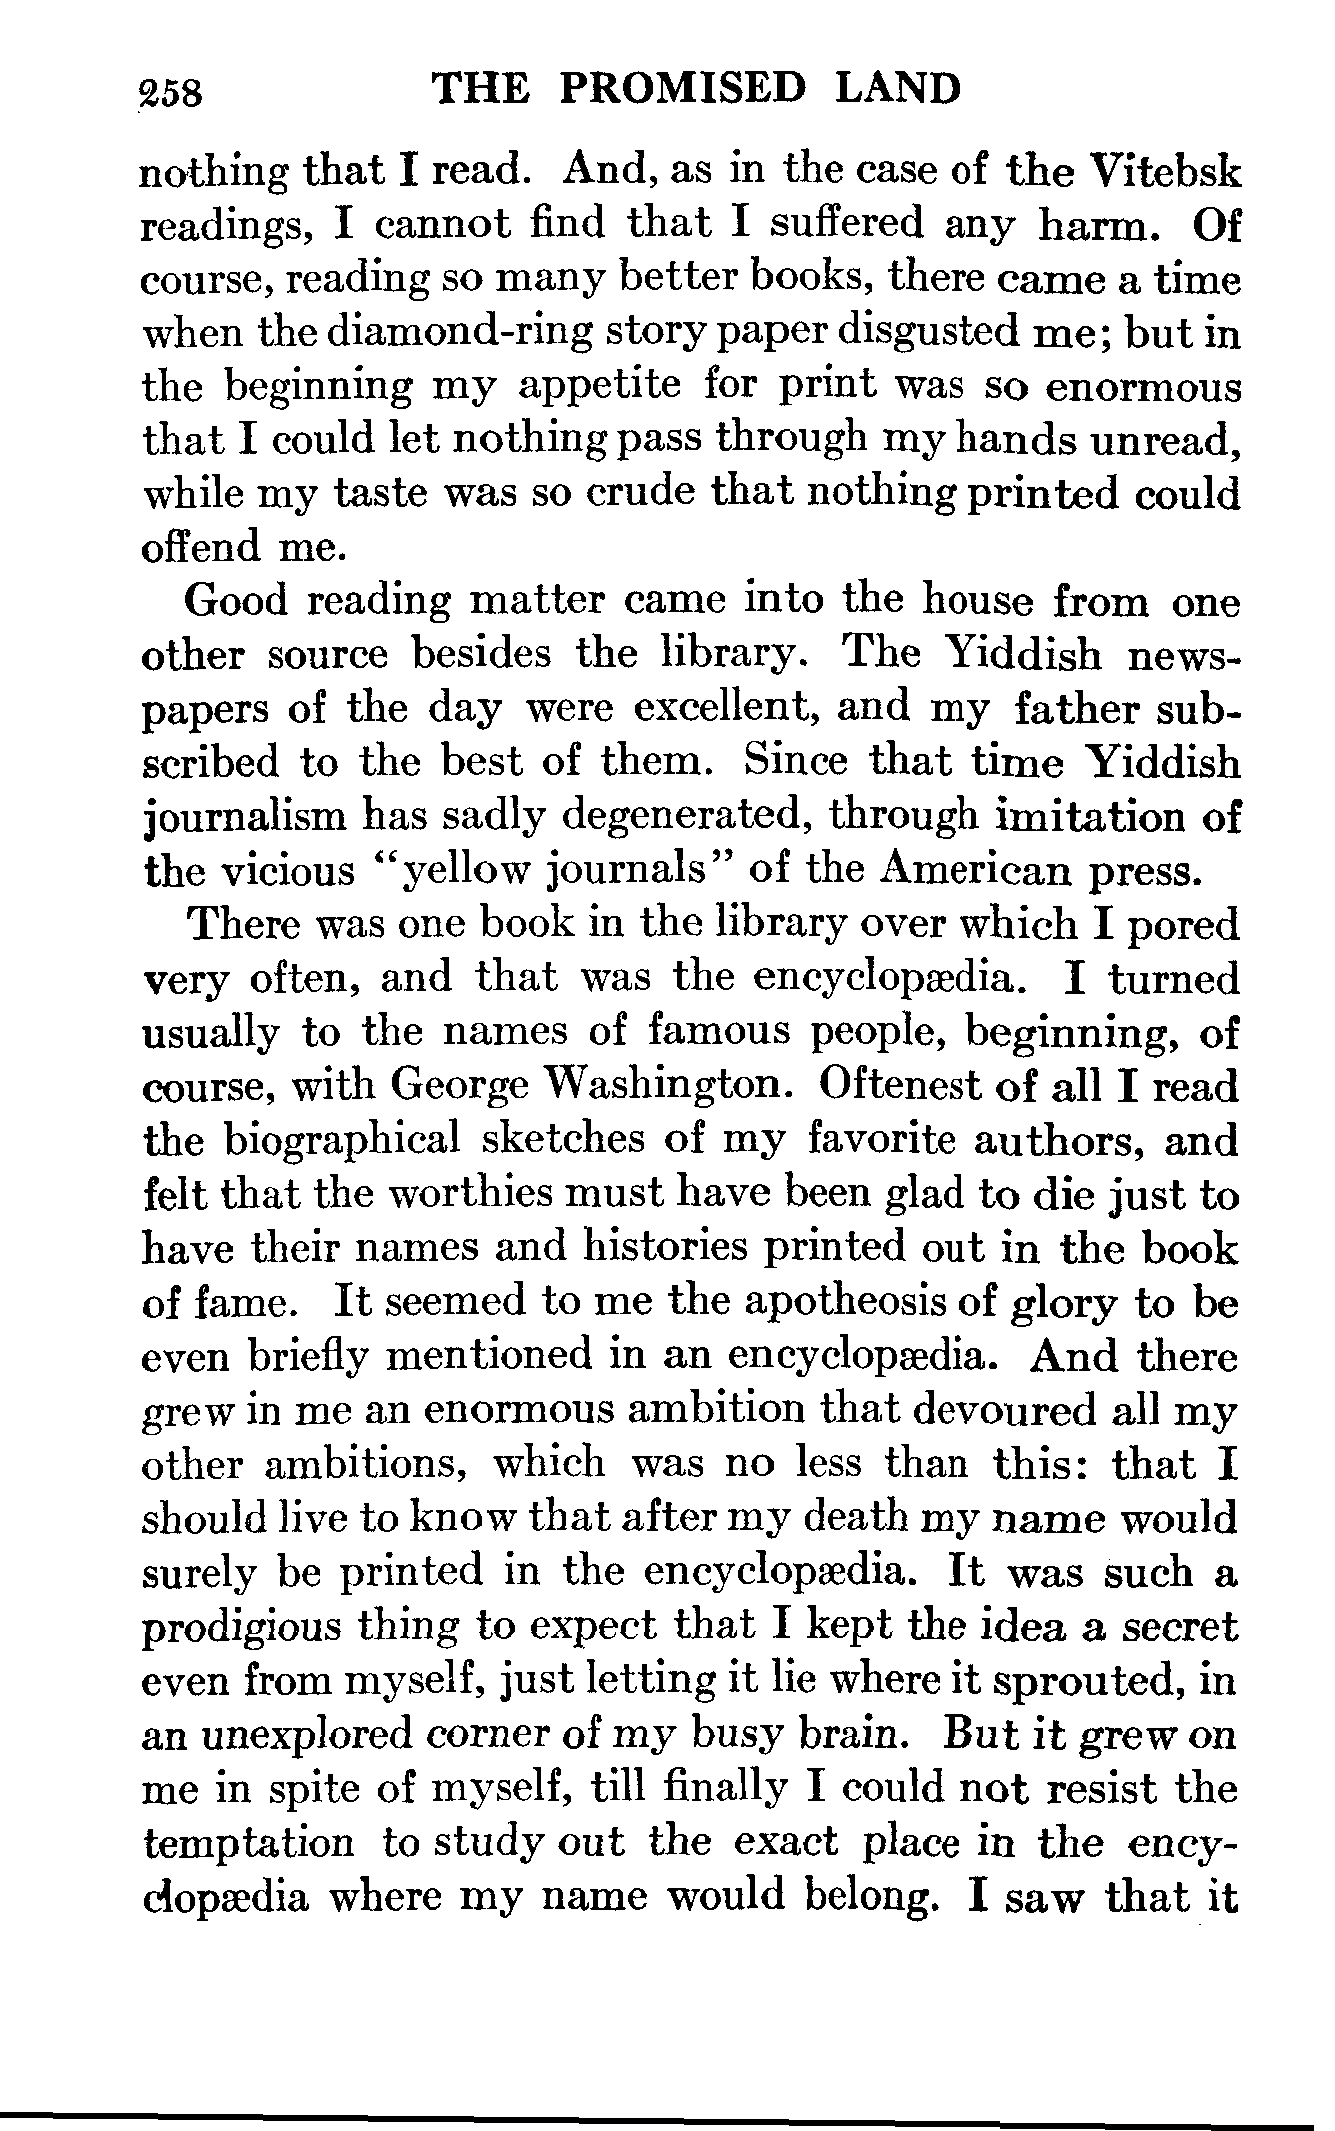 258 THE PROMISED LAND
nothing that I read. And, as in the case of the Vitebsk
readings, I cannot find that I suffered any harm. Of
course, reading so many better books, there came a time
when the diamond-ring story paper disgusted me; but in
the beginning my appetite for print was so enormous
that I could let nothing pass through my hands unread,
while my taste was so crude that nothing printed could
offend me.
Good reading matter came into the house from one
other source besides the library. The Yiddish news-
papers of the day were excellent, and my father sub-
scribed to the best of them. Since that time Yiddish
journalism has sadly degenerated, through imitation of
the vicious “yellow journals” of the American press.
There was one book in the library over which I pored
very often, and that was the encyclopædia. I turned
usually to the names of famous people, beginning, of
course, with George Washington. Oftenest of all I read
the biographical sketches of my favorite authors, and
felt that the worthies must have been glad to die just to
have their names and histories printed out in the book
of fame. It seemed to me the apotheosis of glory to be
even briefly mentioned in an encyclopædia. And there
grew in me an enormous ambition that devoured all my
other ambitions, which was no less than this: that I
should live to know that after my death my name would
surely be printed in the encyclopædia. It was such a
prodigious thing to expect that I kept the idea a secret
even from myself, just letting it lie where it sprouted, in
an unexplored corner of my busy brain. But it grew on
me in spite of myself, till finally I could not resist the
temptation to study out the exact place in the ency-
clopædia where my name would belong. I saw that it